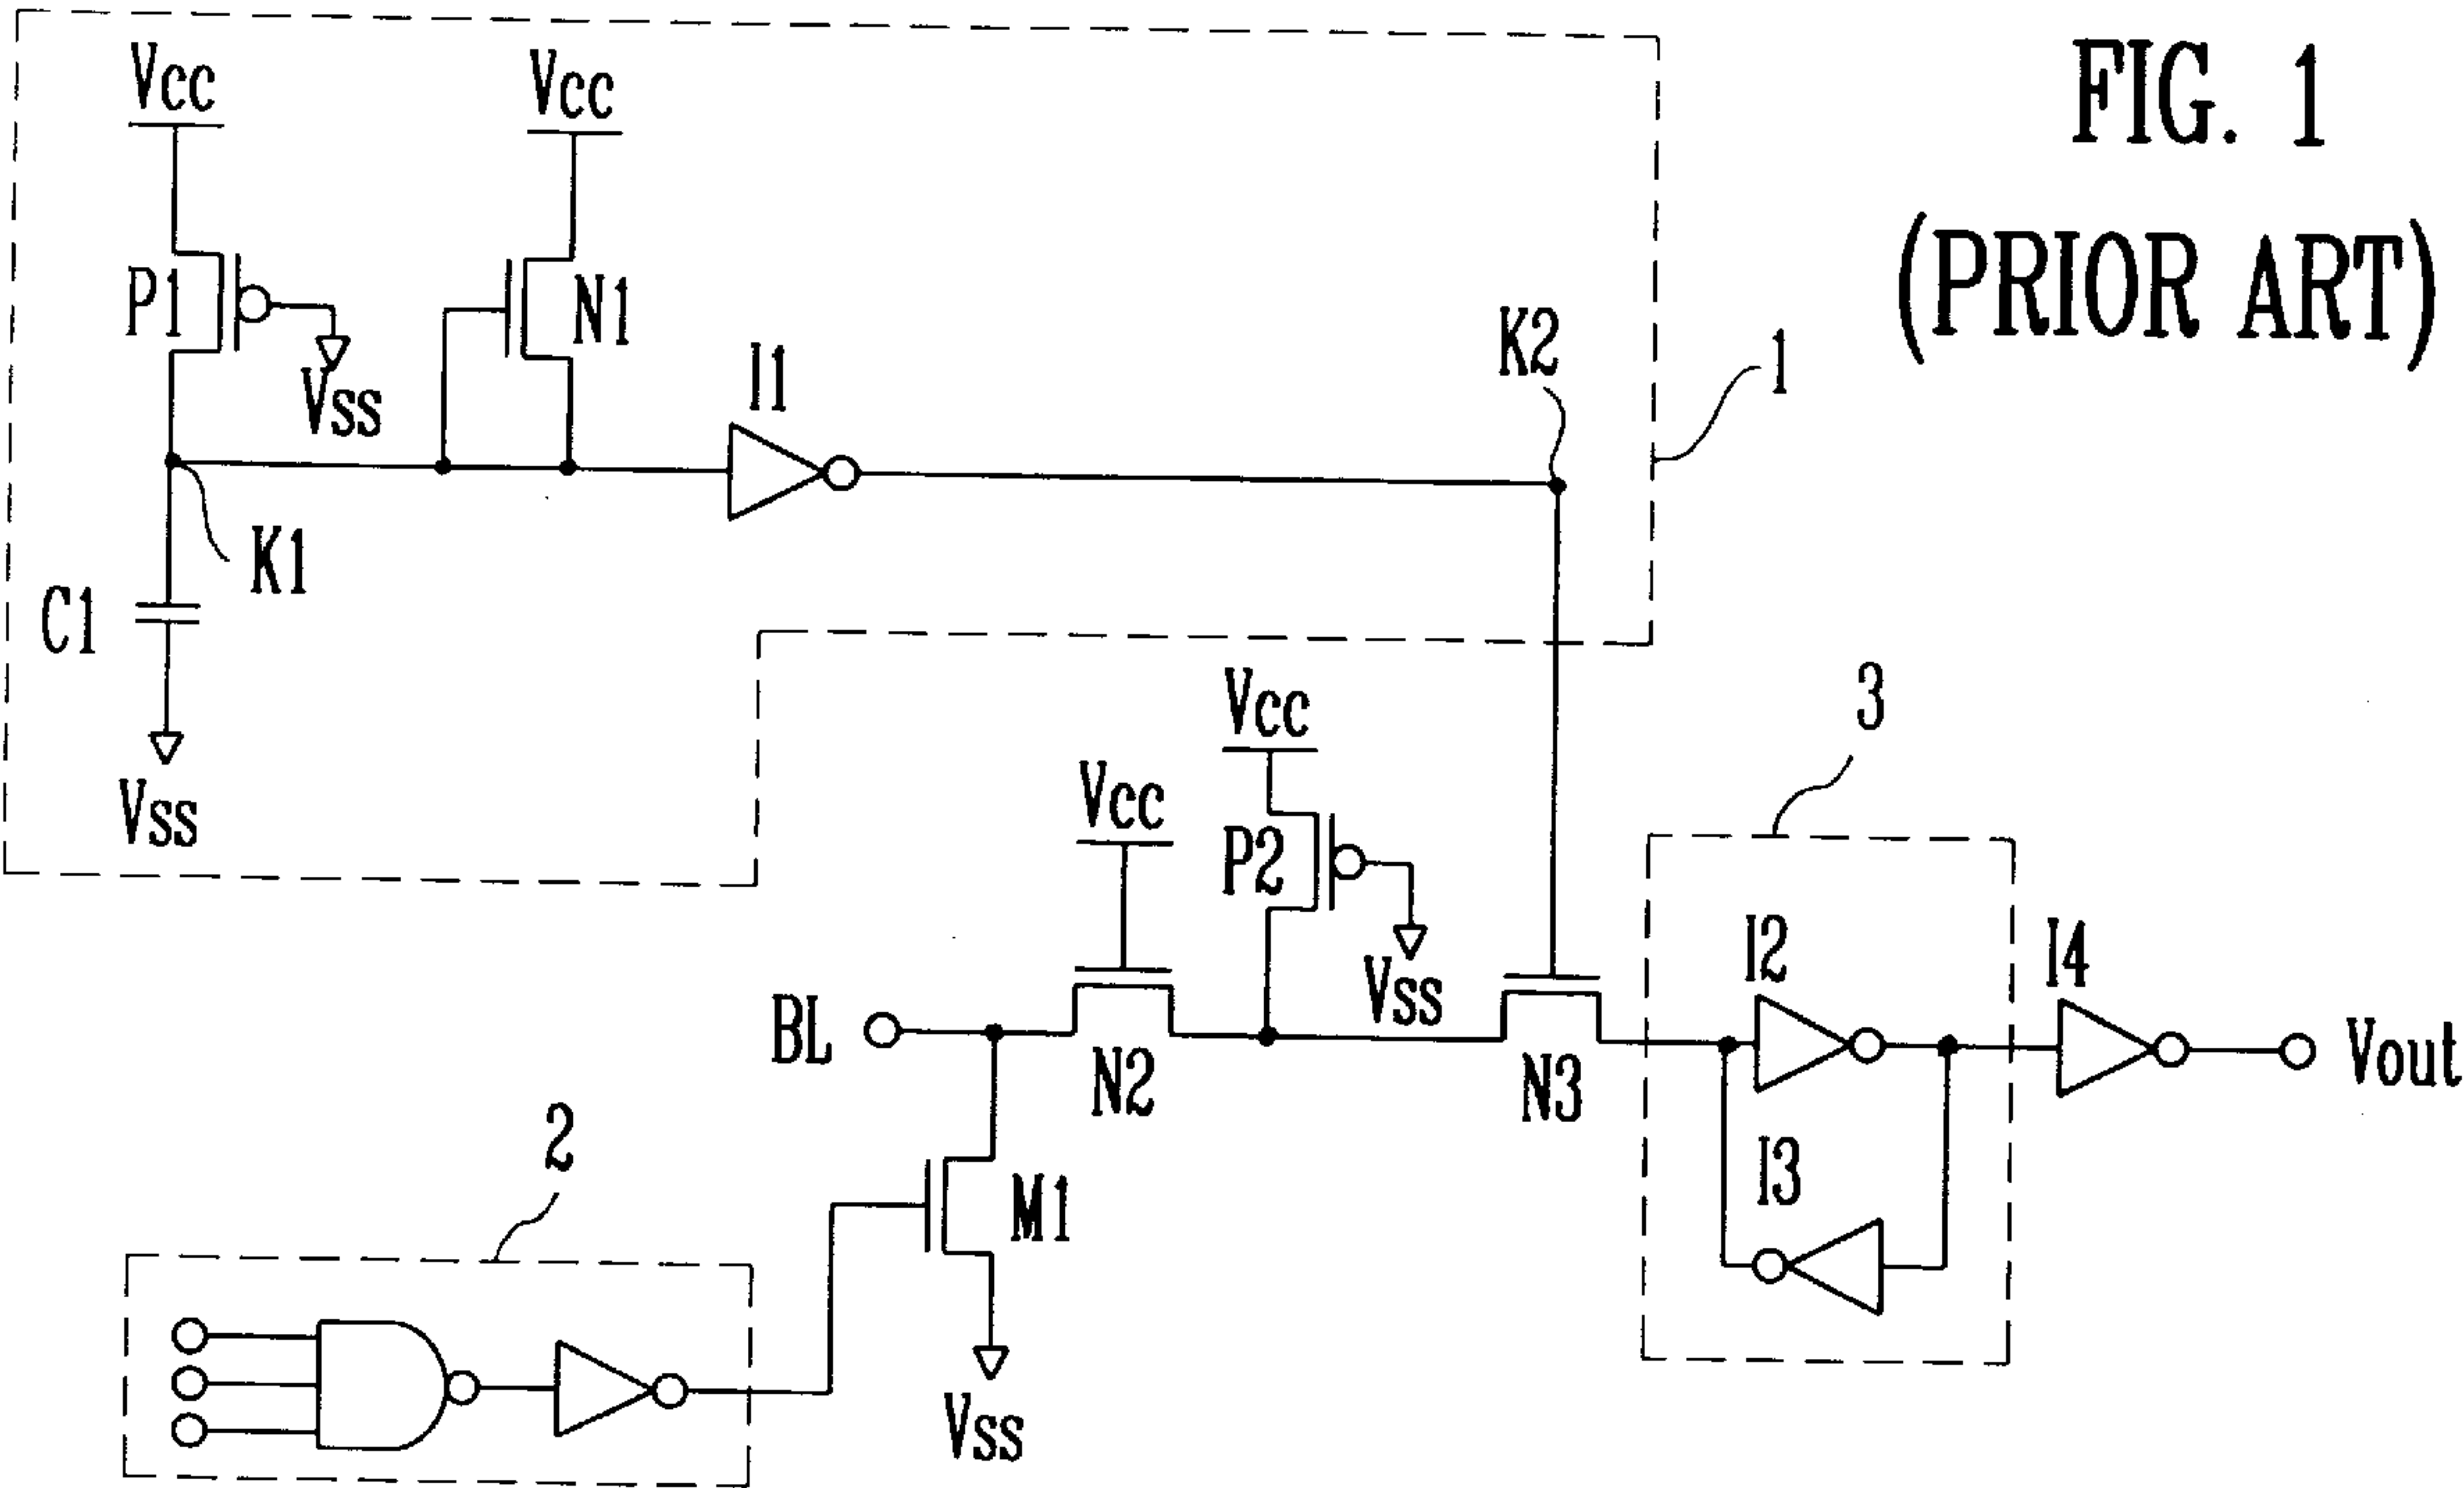 FIG. 1
(PRIOR ART)
Vcc
Vcc
P1
N1
Vss
I1
K2
1
K1
C1
Vss
Vcc
Vcc
P2
Vss
3
BL
N2
N3
I2
I4
Vout
I3
2
M1
Vss